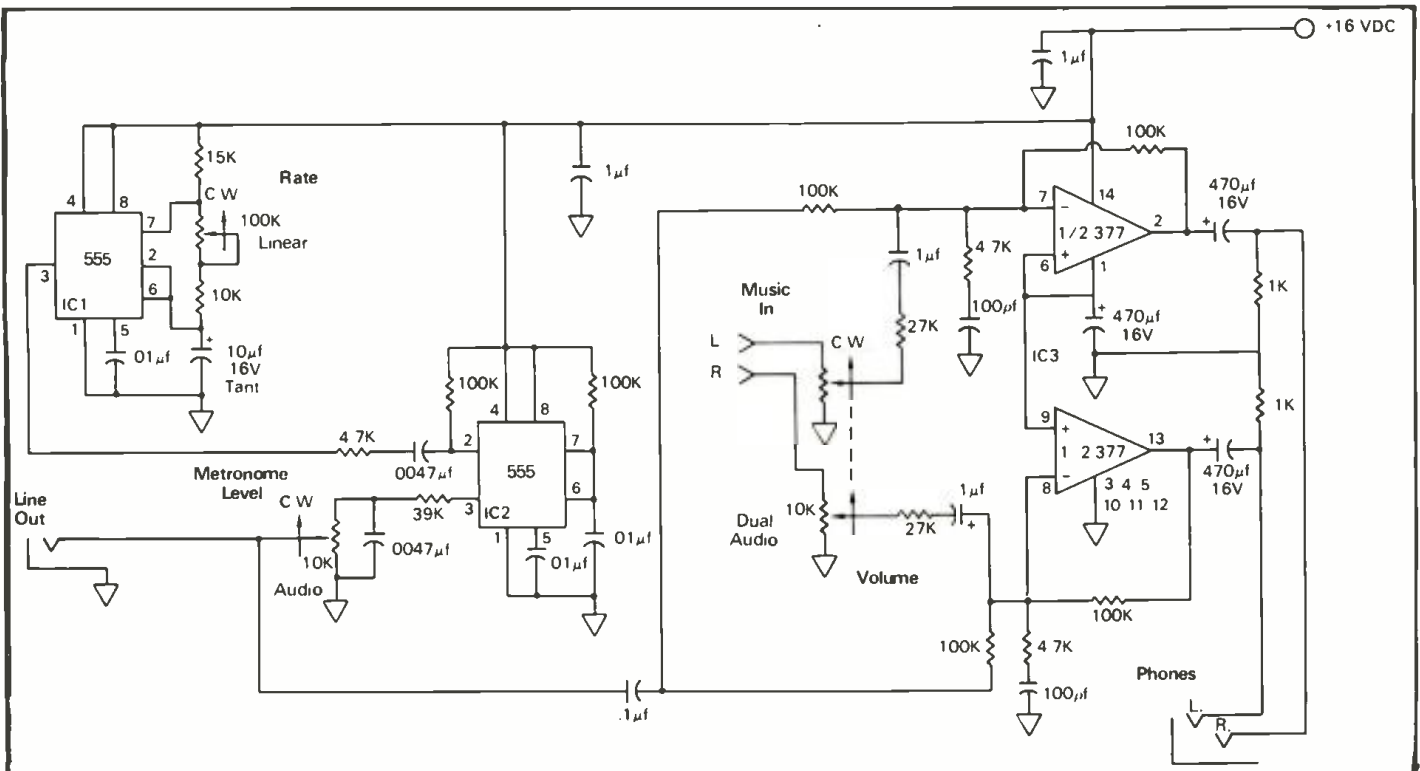 +16 VDC
1µf
4
8
15K
Rate
CW
7
100K
Linear
2
3
555
6
10K
IC1
1
5
01µf
10µf
16V
Tant
1µf
100K
100K
4
8
2
7
4 7K
0047µf
555
6
3
IC2
39K
1
5
01µf
01µf
Metronome
Level
CW
Line
Out
10K
0047µf
Audio
.1µf
100K
100K
7
−
14
1/2 377
2
+
6
1
470µf
16V
1µf
4 7K
100pf
27K
Music
In
L
R
CW
470µf
16V
1K
IC3
1K
9
+
13
1 2 377
−
8
3 4 5
10 11 12
470µf
16V
10K
Dual
Audio
27K
1µf
+
Volume
100K
100K
4 7K
100pf
Phones
L.
R.